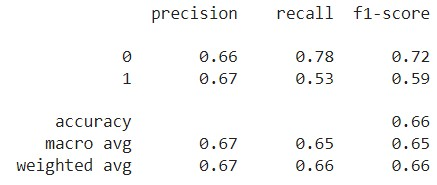 precision recall f1-score
0 0.66 0.78 0.72
1 0.67 0.53 0.59
accuracy 0.66
macro avg 0.67 0.65 0.65
weighted avg 0.67 0.66 0.66